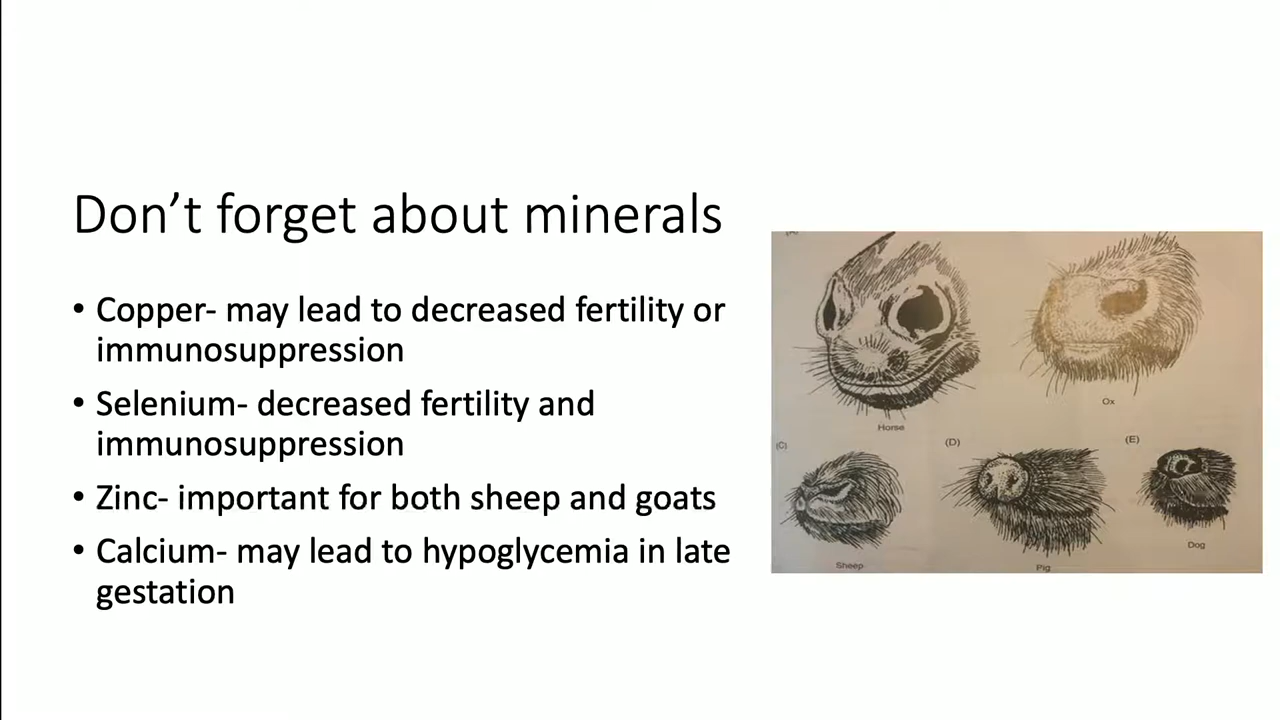 Don't forget about minerals
• Copper- may lead to decreased fertility or
immunosuppression
• Selenium- decreased fertility and
immunosuppression
• Zinc- important for both sheep and goats
• Calcium- may lead to hypoglycemia in late
gestation
Horse
Ox
(C)
(D)
(E)
Sheep
Pig
Dog